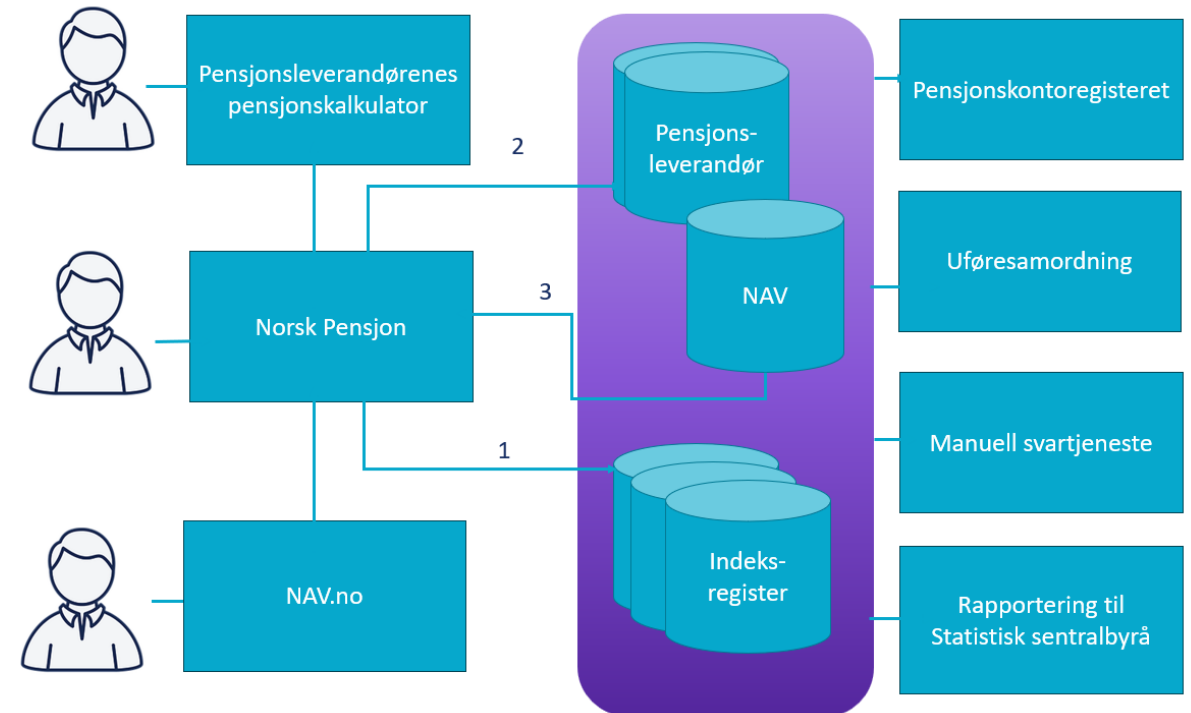 Pensjonsleverandørenes
pensjonskalkulator
Norsk Pensjon
NAV.no
2
3
1
Pensjons-
leverandør
NAV
Indeks-
register
Pensjonskontoregisteret
Uføresamordning
Manuell svartjeneste
Rapportering til
Statistisk sentralbyrå